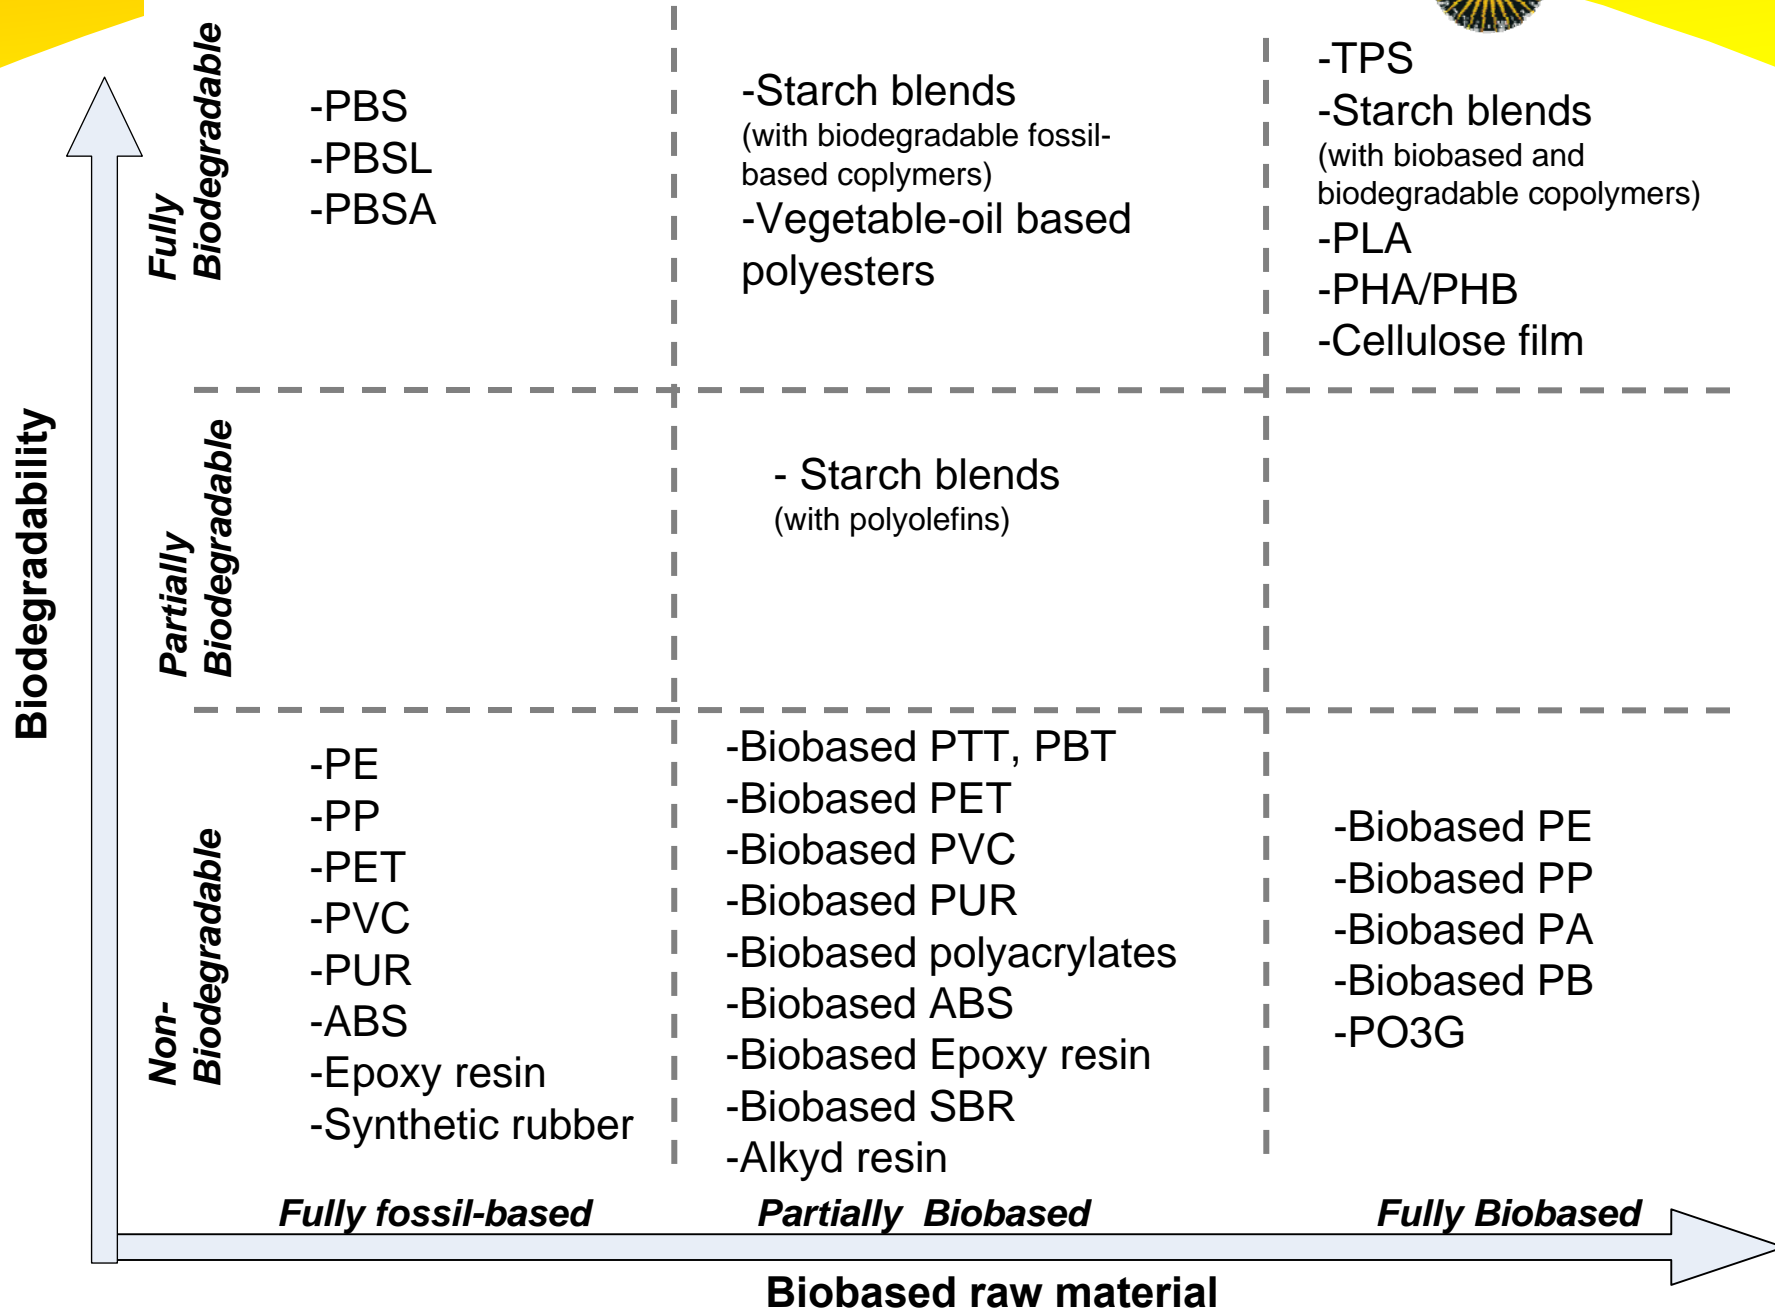 Biodegradability
Fully
Biodegradable
-PBS
-PBSL
-PBSA
-Starch blends
(with biodegradable fossil-
based coplymers)
-Vegetable-oil based
polyesters
-TPS
-Starch blends
(with biobased and
biodegradable copolymers)
-PLA
-PHA/PHB
-Cellulose film
Partially
Biodegradable
- Starch blends
(with polyolefins)
Non-
Biodegradable
-PE
-PP
-PET
-PVC
-PUR
-ABS
-Epoxy resin
-Synthetic rubber
-Biobased PTT, PBT
-Biobased PET
-Biobased PVC
-Biobased PUR
-Biobased polyacrylates
-Biobased ABS
-Biobased Epoxy resin
-Biobased SBR
-Alkyd resin
-Biobased PE
-Biobased PP
-Biobased PA
-Biobased PB
-PO3G
Fully fossil-based
Partially Biobased
Fully Biobased
Biobased raw material